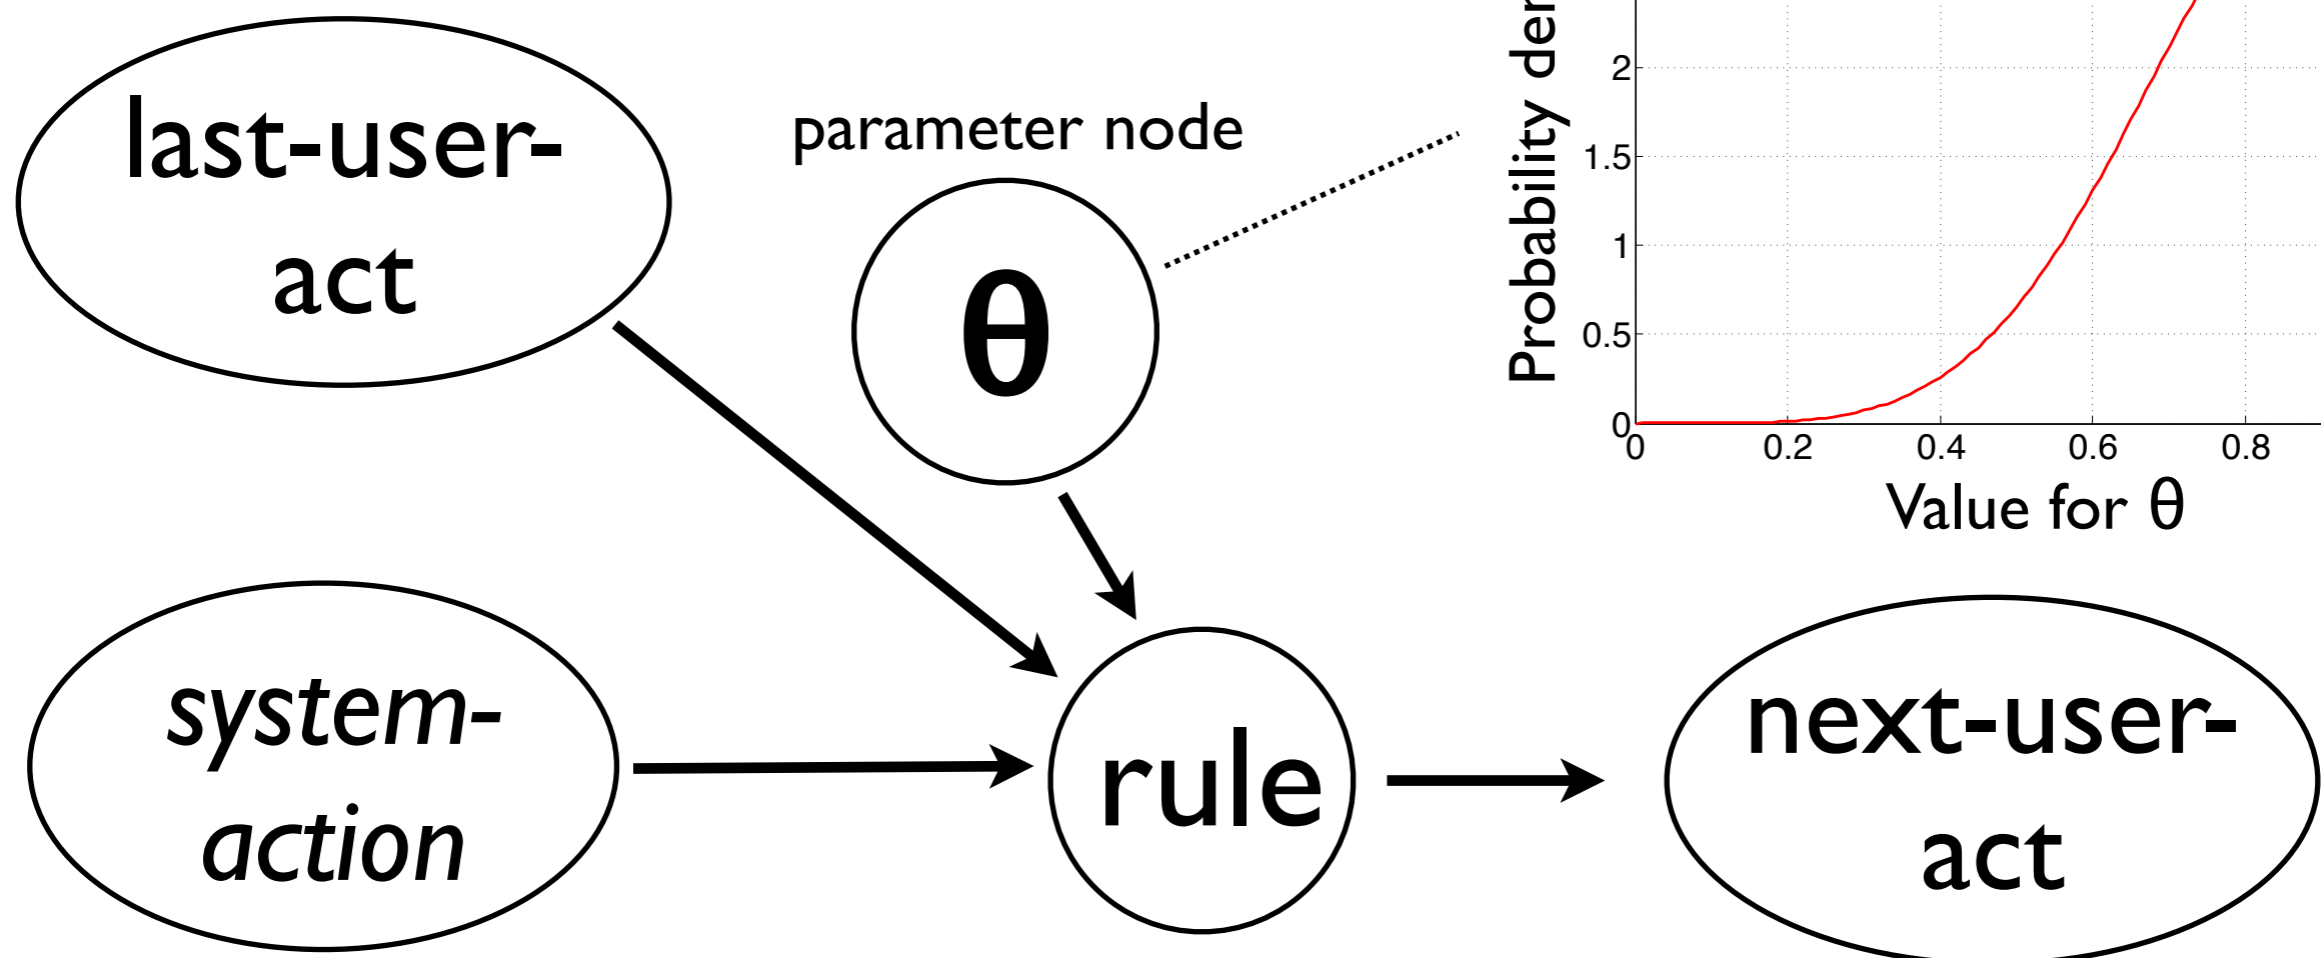 last-user-
act
parameter node
θ
Probability
2
1.5
1
0.5
0
0 0.2 0.4 0.6 0.8
Value for θ
system-
action
rule
next-user-
act